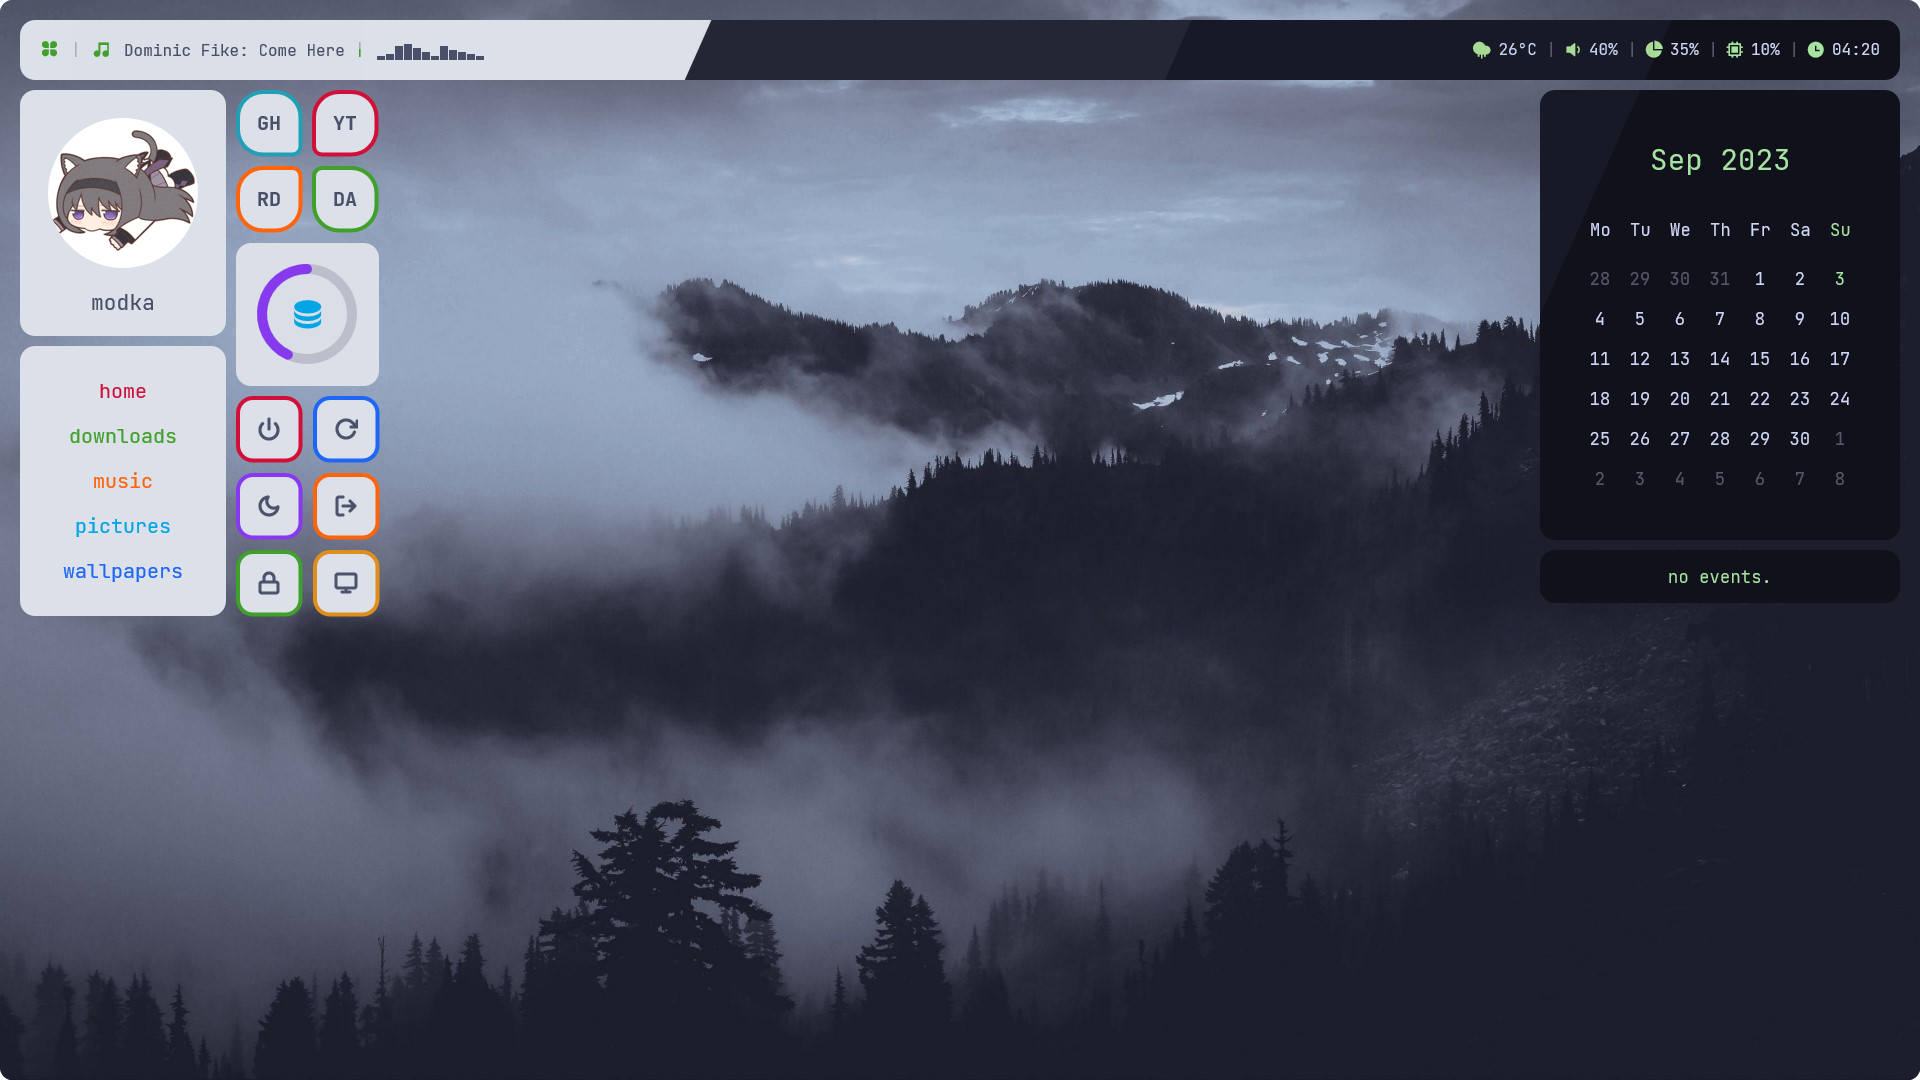 Dominic Fike: Come Here
26°C | 40% | 35% | 10% | 04:20
modka
GH YT
RD DA
home
downloads
music
pictures
wallpapers
Sep 2023
Mo Tu We Th Fr Sa Su
28 29 30 31 1 2 3
4 5 6 7 8 9 10
11 12 13 14 15 16 17
18 19 20 21 22 23 24
25 26 27 28 29 30 1
2 3 4 5 6 7 8
no events.